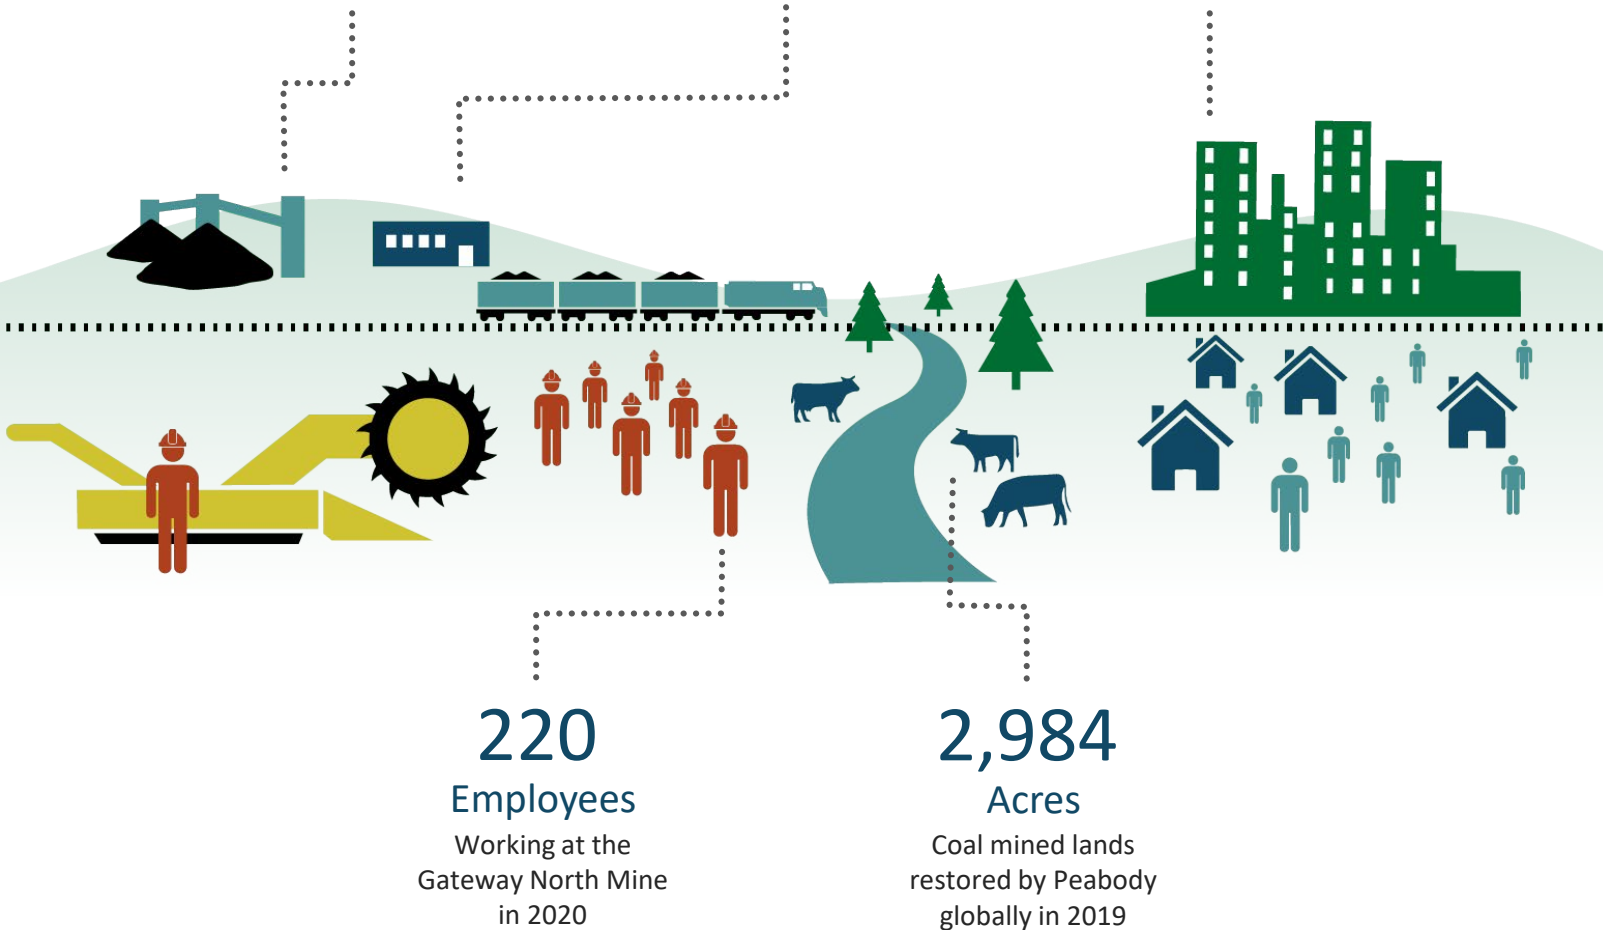 220
Employees
Working at the
Gateway North Mine
in 2020
2,984
Acres
Coal mined lands
restored by Peabody
globally in 2019